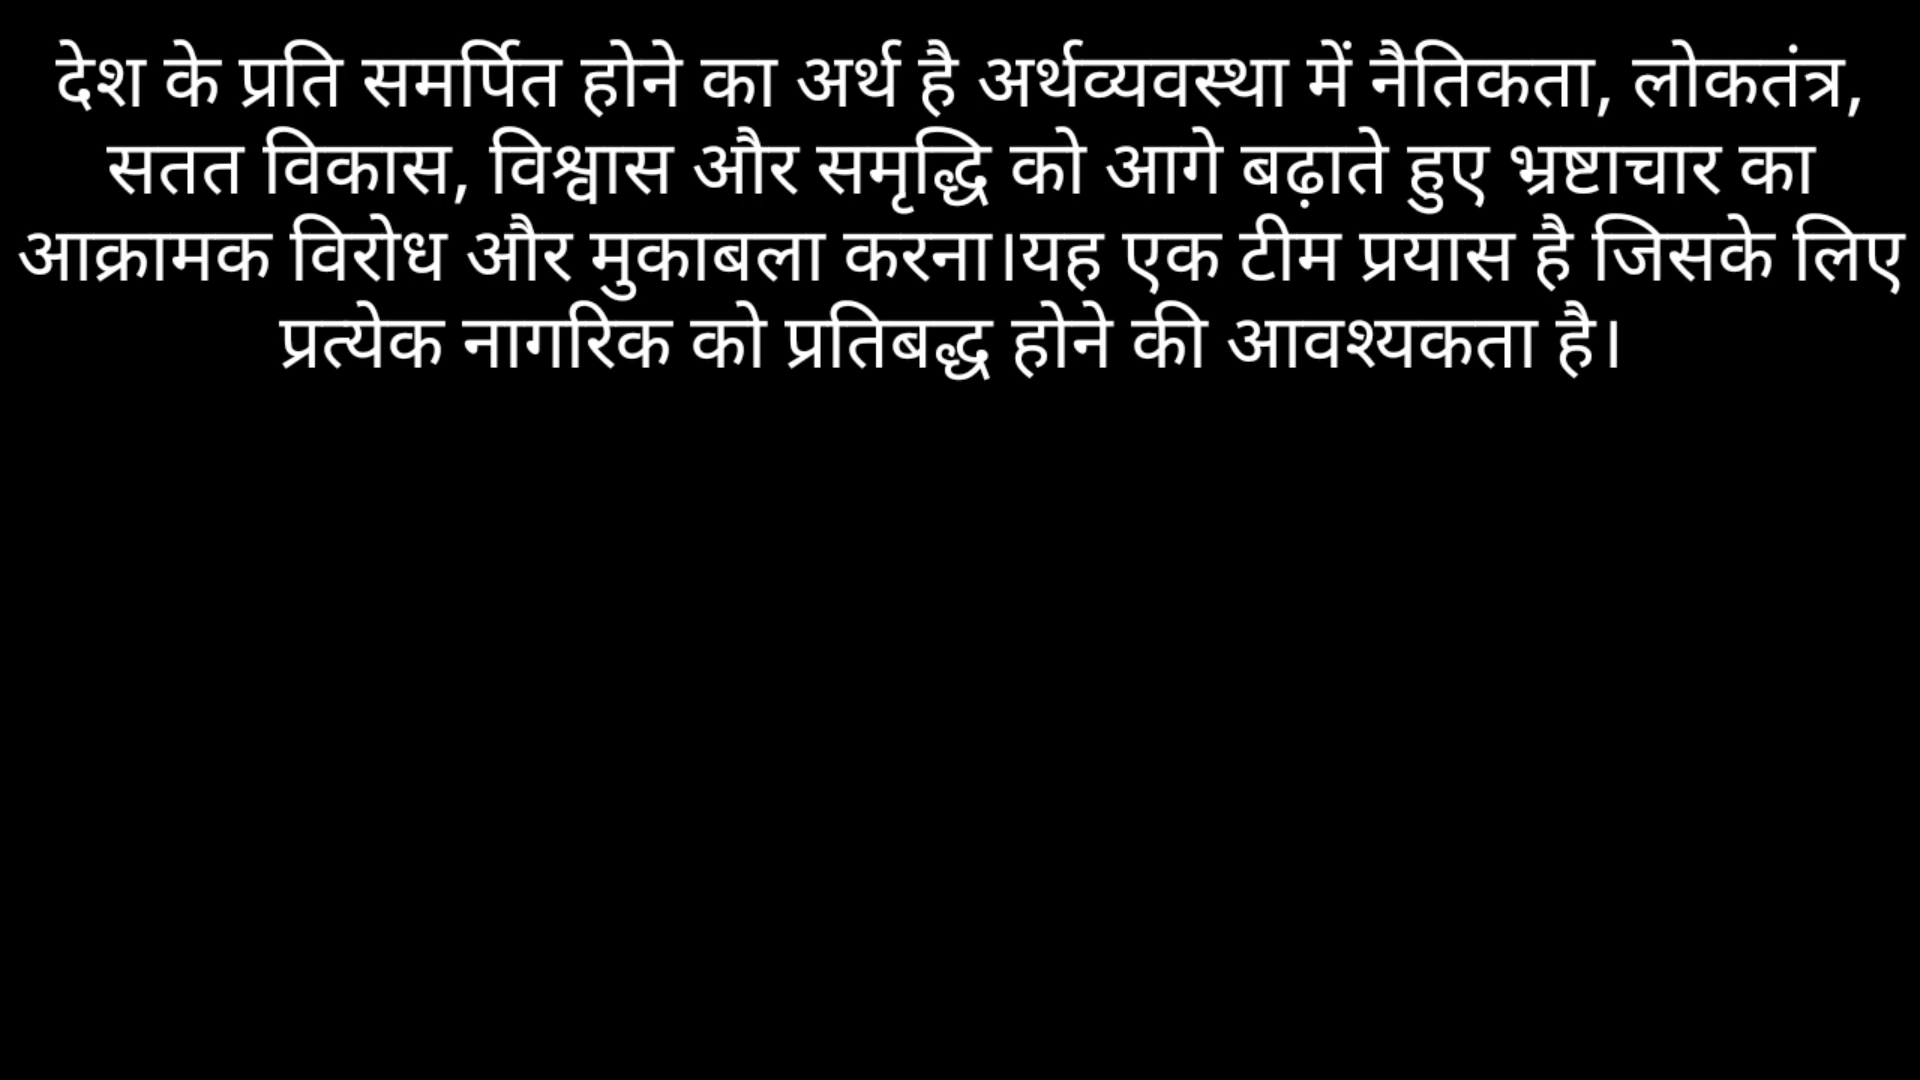 देश के प्रति समर्पित होने का अर्थ है अर्थव्यवस्था में नैतिकता, लोकतंत्र,
सतत विकास, विश्वास और समृद्धि को आगे बढ़ाते हुए भ्रष्टाचार का
आक्रामक विरोध और मुकाबला करना।यह एक टीम प्रयास है जिसके लिए
प्रत्येक नागरिक को प्रतिबद्ध होने की आवश्यकता है।